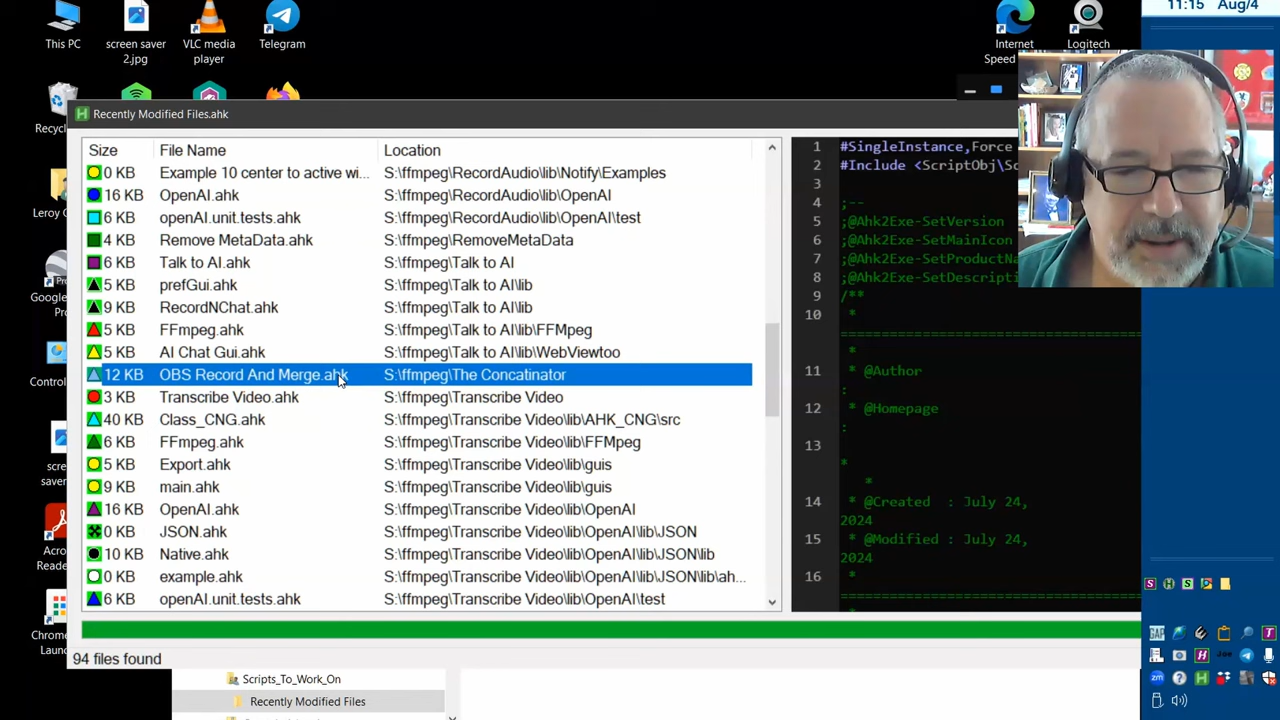 11:15 Aug/4
This PC
screen saver
2.jpg
VLC media
player
Telegram
Internet
Speed
Logitech
Recycl
Leroy G
Google
Pro
Control
scre
saver
Acro
Reade
Chrome
Laun
Recently Modified Files.ahk
Size File Name Location
0 KB Example 10 center to active wi... S:\ffmpeg\RecordAudio\lib\Notify\Examples
16 KB OpenAI.ahk S:\ffmpeg\RecordAudio\lib\OpenAI
6 KB openAI.unit.tests.ahk S:\ffmpeg\RecordAudio\lib\OpenAI\test
4 KB Remove MetaData.ahk S:\ffmpeg\RemoveMetaData
6 KB Talk to AI.ahk S:\ffmpeg\Talk to AI
5 KB prefGui.ahk S:\ffmpeg\Talk to AI\lib
9 KB RecordNChat.ahk S:\ffmpeg\Talk to AI\lib
5 KB FFmpeg.ahk S:\ffmpeg\Talk to AI\lib\FFMpeg
5 KB AI Chat Gui.ahk S:\ffmpeg\Talk to AI\lib\WebViewtoo
12 KB OBS Record And Merge.ahk S:\ffmpeg\The Concatinator
3 KB Transcribe Video.ahk S:\ffmpeg\Transcribe Video
40 KB Class_CNG.ahk S:\ffmpeg\Transcribe Video\lib\AHK_CNG\src
6 KB FFmpeg.ahk S:\ffmpeg\Transcribe Video\lib\FFMpeg
5 KB Export.ahk S:\ffmpeg\Transcribe Video\lib\guis
9 KB main.ahk S:\ffmpeg\Transcribe Video\lib\guis
16 KB OpenAI.ahk S:\ffmpeg\Transcribe Video\lib\OpenAI
0 KB JSON.ahk S:\ffmpeg\Transcribe Video\lib\OpenAI\lib\JSON
10 KB Native.ahk S:\ffmpeg\Transcribe Video\lib\OpenAI\lib\JSON\lib
0 KB example.ahk S:\ffmpeg\Transcribe Video\lib\OpenAI\lib\JSON\lib\ah...
6 KB openAI.unit.tests.ahk S:\ffmpeg\Transcribe Video\lib\OpenAI\test
1 #SingleInstance,Force
2 #Include <ScriptObj\Sc
3
4 ;--
5 ;@Ahk2Exe-SetVersion
6 ;@Ahk2Exe-SetMainIcon
7 ;@Ahk2Exe-SetProductNa
8 ;@Ahk2Exe-SetDescripti
9 /**
10 *
================================
11 * @Author
:
12 * @Homepage
:
13
*
*
14 * @Created : July 24,
2024
15 * @Modified : July 24,
2024
16 *
================================
94 files found
Scripts_To_Work_On
Recently Modified Files